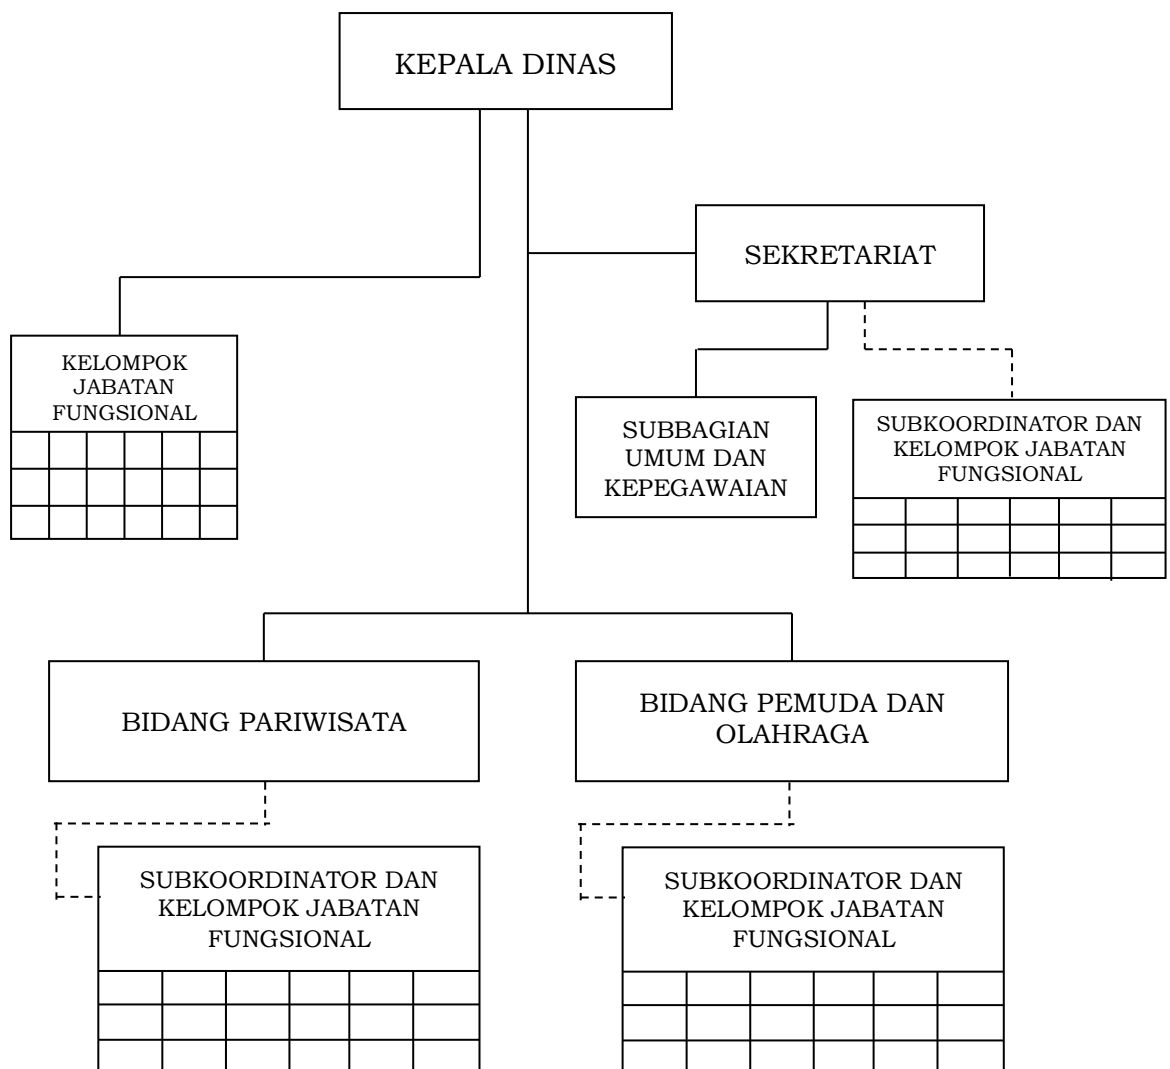 KEPALA DINAS
SEKRETARIAT
KELOMPOK
JABATAN
FUNGSIONAL
SUBBAGIAN
UMUM DAN
KEPEGAWAIAN
SUBKOORDINATOR DAN
KELOMPOK JABATAN
FUNGSIONAL
BIDANG PARIWISATA
BIDANG PEMUDA DAN
OLAHRAGA
SUBKOORDINATOR DAN
KELOMPOK JABATAN
FUNGSIONAL
SUBKOORDINATOR DAN
KELOMPOK JABATAN
FUNGSIONAL